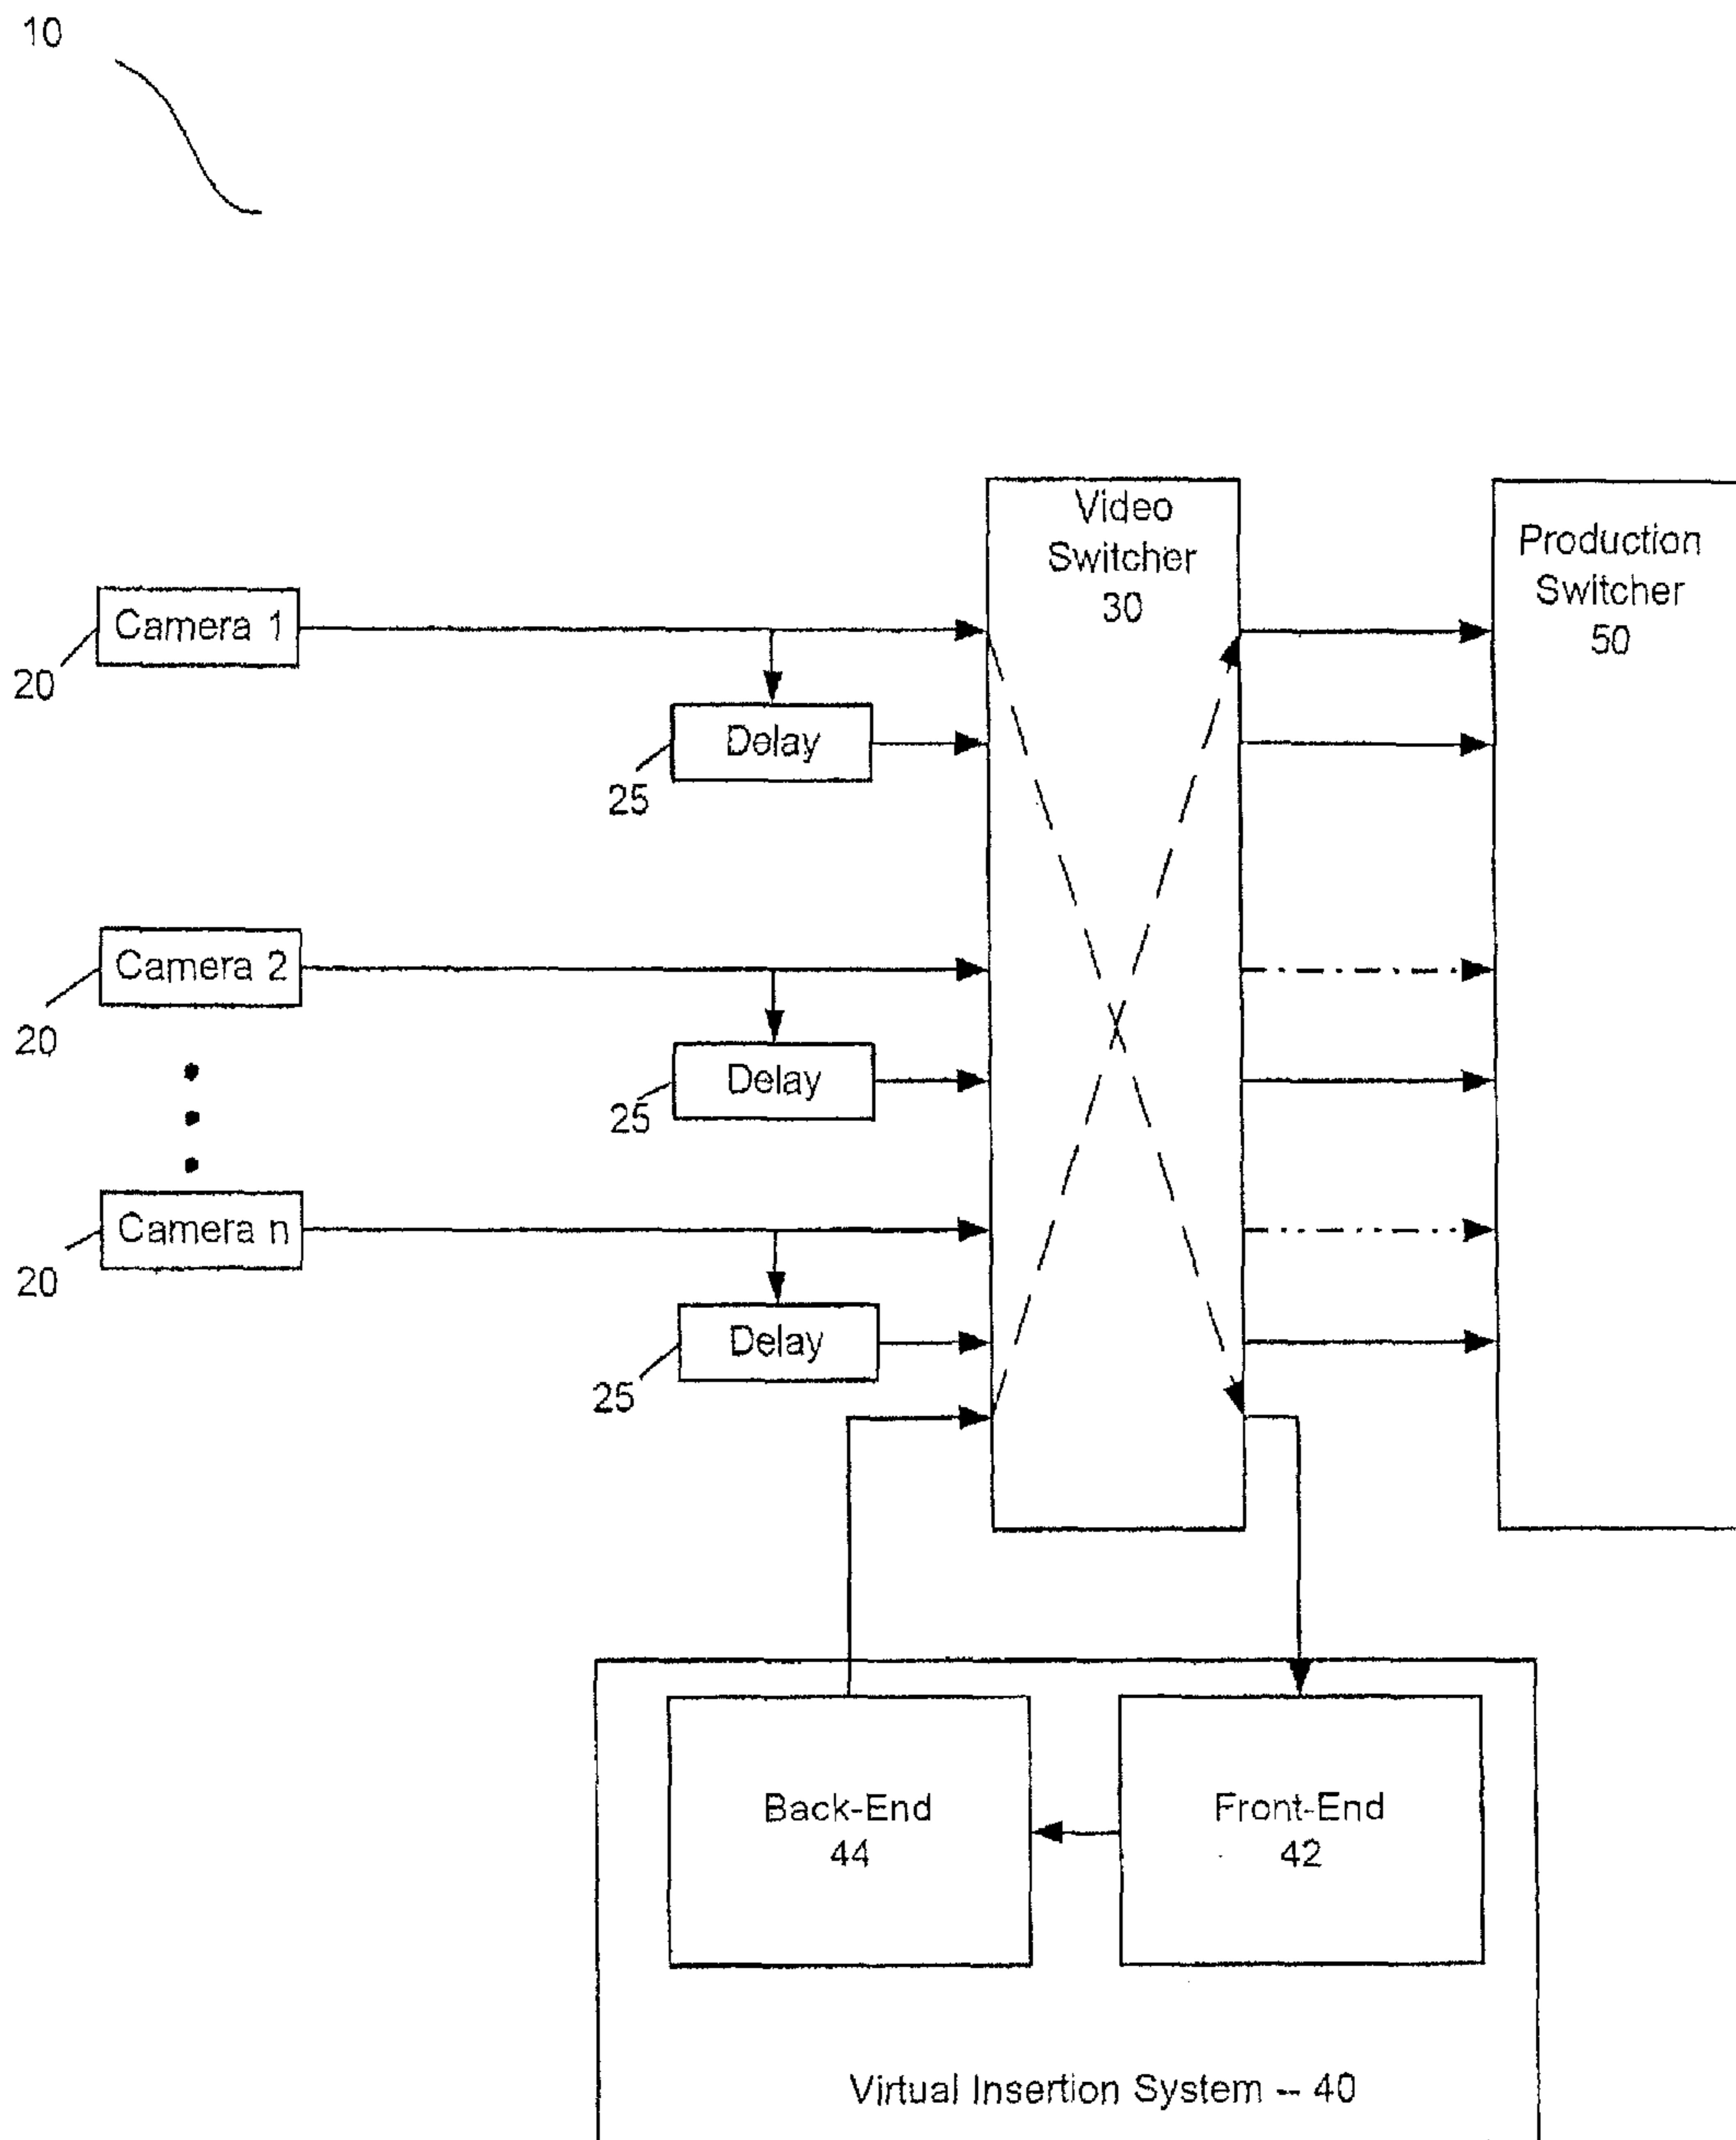 10
Video
Switcher
30
Production
Switcher
50
Camera 1
20
Delay
25
Camera 2
20
Delay
25
Camera n
20
Delay
25
Back-End
44
Front-End
42
Virtual Insertion System -- 40